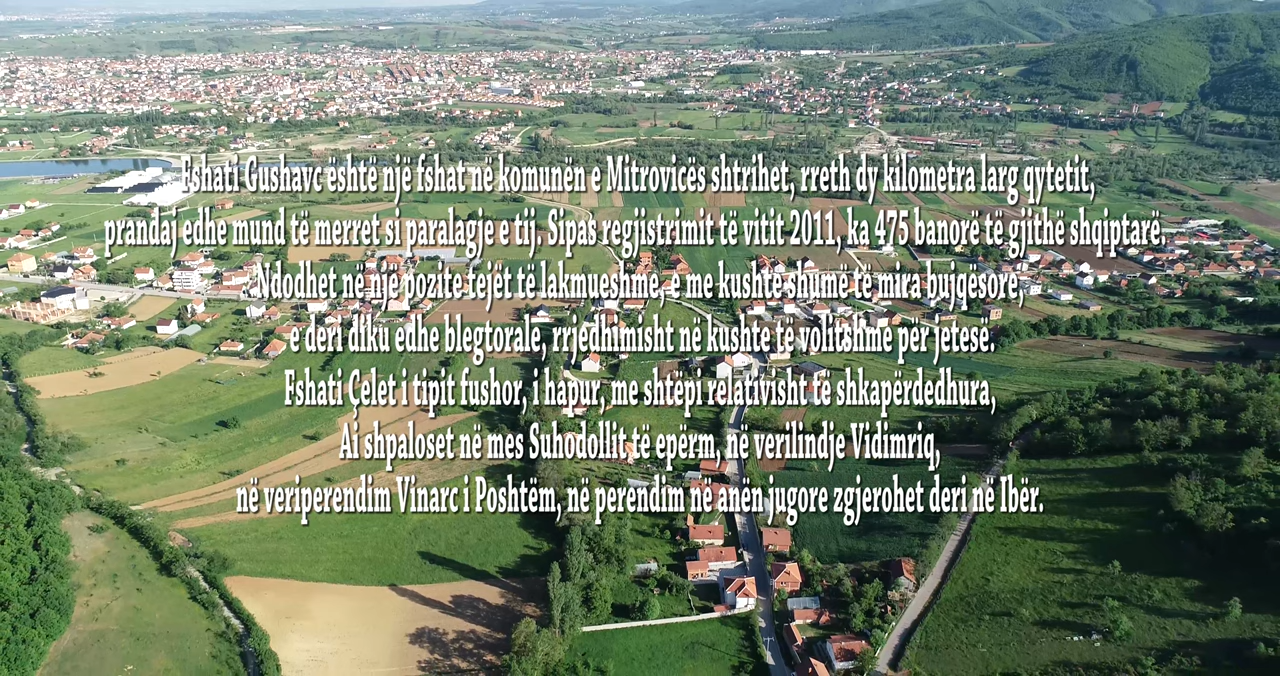 Fshati Gushavc është një fshat në komunën e Mitrovicës shtrihet, rreth dy kilometra larg qytetit,
prandaj edhe mund të merret si paralagje e tij. Sipas regjistrimit të vitit 2011, ka 475 banorë të gjithë shqiptarë.
Ndodhet në një pozite tejët të lakmueshme, e me kushte shumë të mira bujqësore,
e deri diku edhe blegtorale, rrjedhimisht në kushte të volitshme për jetesë.
Fshati Çelet i tipit fushor, i hapur, me shtëpi relativisht të shkapërdedhura,
Ai shpaloset në mes Suhodollit të epërm, në verilindje Vidimriq,
në veriperendim Vinarc i Poshtëm, në perendim në anën jugore zgjerohet deri në Ibër.